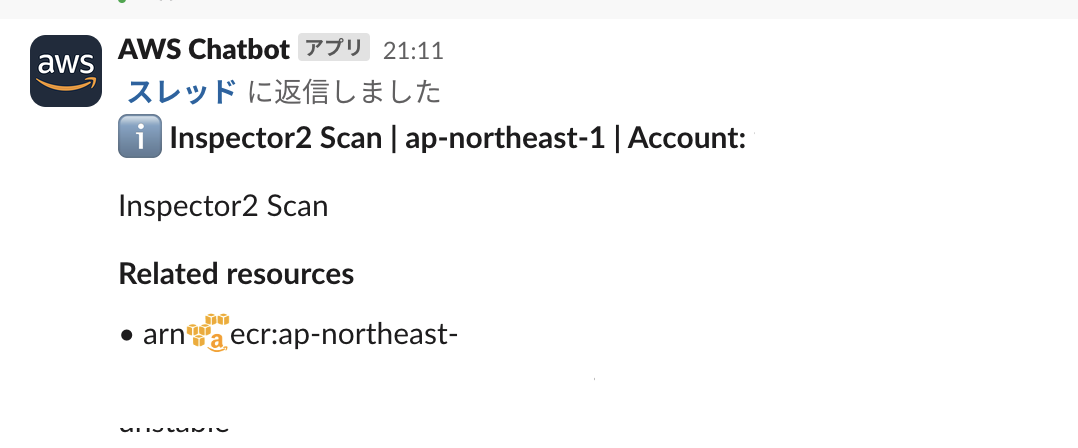 aws
AWS Chatbot アプリ 21:11
スレッド に返信しました
Inspector2 Scan | ap-northeast-1 | Account:
Inspector2 Scan
Related resources
• arn ecr:ap-northeast-
unstable